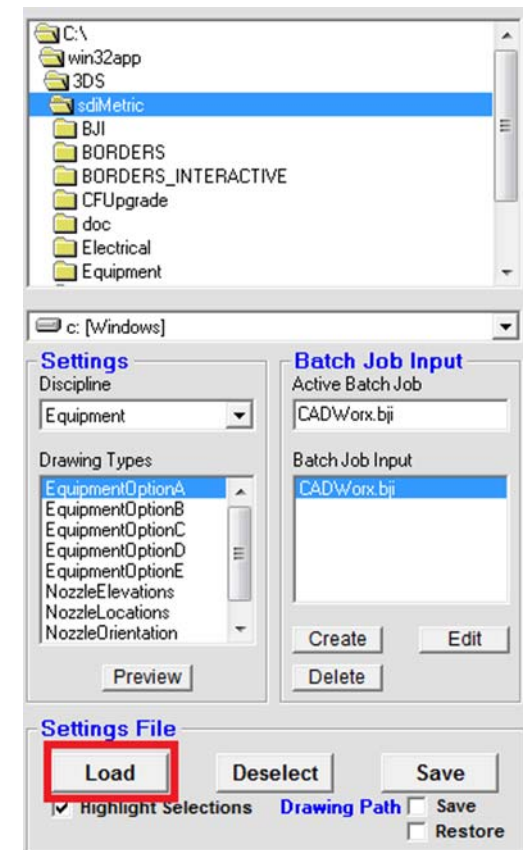 C:\
win32app
3DS
sdiMetric
BJI
BORDERS
BORDERS_INTERACTIVE
CFUpgrade
doc
Electrical
Equipment
c: [Windows]
Settings
Discipline
Equipment
Drawing Types
EquipmentOptionA
EquipmentOptionB
EquipmentOptionC
EquipmentOptionD
EquipmentOptionE
NozzleElevations
NozzleLocations
NozzleOrientation
Preview
Batch Job Input
Active Batch Job
CADWorx.bji
Batch Job Input
CADWorx.bji
Create Edit
Delete
Settings File
Load Deselect Save
Highlight Selections Drawing Path Save
Restore